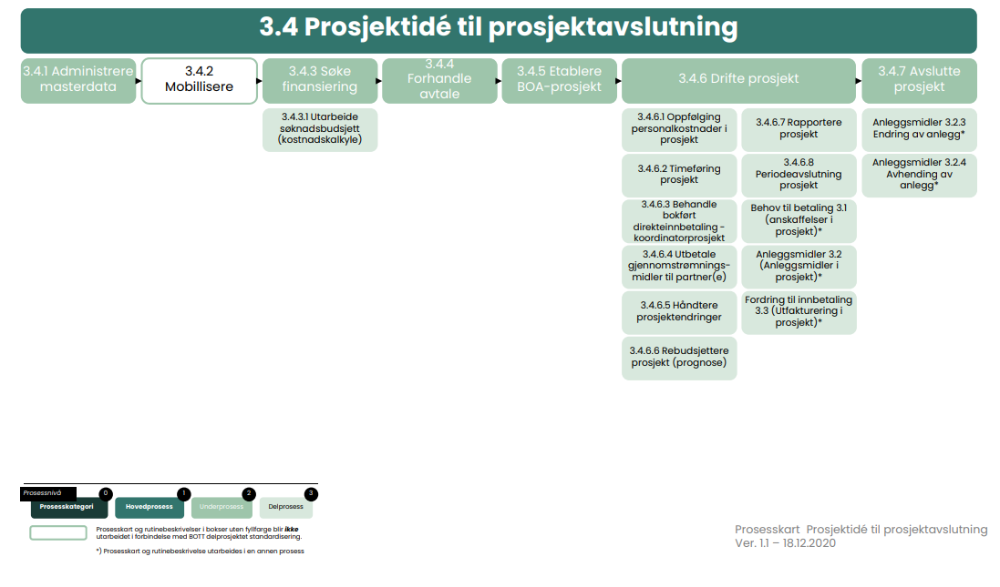 3.4 Prosjektidé til prosjektavslutning
3.4.1 Administrere
masterdata
3.4.2
Mobillisere
3.4.3 Søke
finansiering
3.4.4
Forhandle
avtale
3.4.5 Etablere
BOA-prosjekt
3.4.6 Drifte prosjekt
3.4.7 Avslutte
prosjekt
3.4.3.1 Utarbeide
søknadsbudsjett
(kostnadskalkyle)
3.4.6.1 Oppfølging
personalkostnader i
prosjekt
3.4.6.2 Timeføring
prosjekt
3.4.6.3 Behandle
bokført
direkteinnbetaling -
koordinatorprosjekt
3.4.6.4 Utbetale
gjennomstrømnings-
midler til partner(e)
3.4.6.5 Håndtere
prosjektendringer
3.4.6.6 Rebudsjettere
prosjekt (prognose)
3.4.6.7 Rapportere
prosjekt
3.4.6.8
Periodeavslutning
prosjekt
Behov til betaling 3.1
(anskaffelser i
prosjekt)*
Anleggsmidler 3.2
(Anleggsmidler i
prosjekt)*
Fordring til innbetaling
3.3 (Utfakturering i
prosjekt)*
Anleggsmidler 3.2.3
Endring av anlegg*
Anleggsmidler 3.2.4
Avhending av
anlegg*
Prosessnivå
0
1
2
3
Prosesskategori
Hovedprosess
Underprosess
Delprosess
Prosesskart og rutinebeskrivelser i bokser uten fyllfarge blir ikke
utarbeidet i forbindelse med BOTT delprosjektet standardisering.
*) Prosesskart og rutinebeskrivelse utarbeides i en annen prosess
Prosesskart Prosjektidé til prosjektavslutning
Ver. 1.1 – 18.12.2020